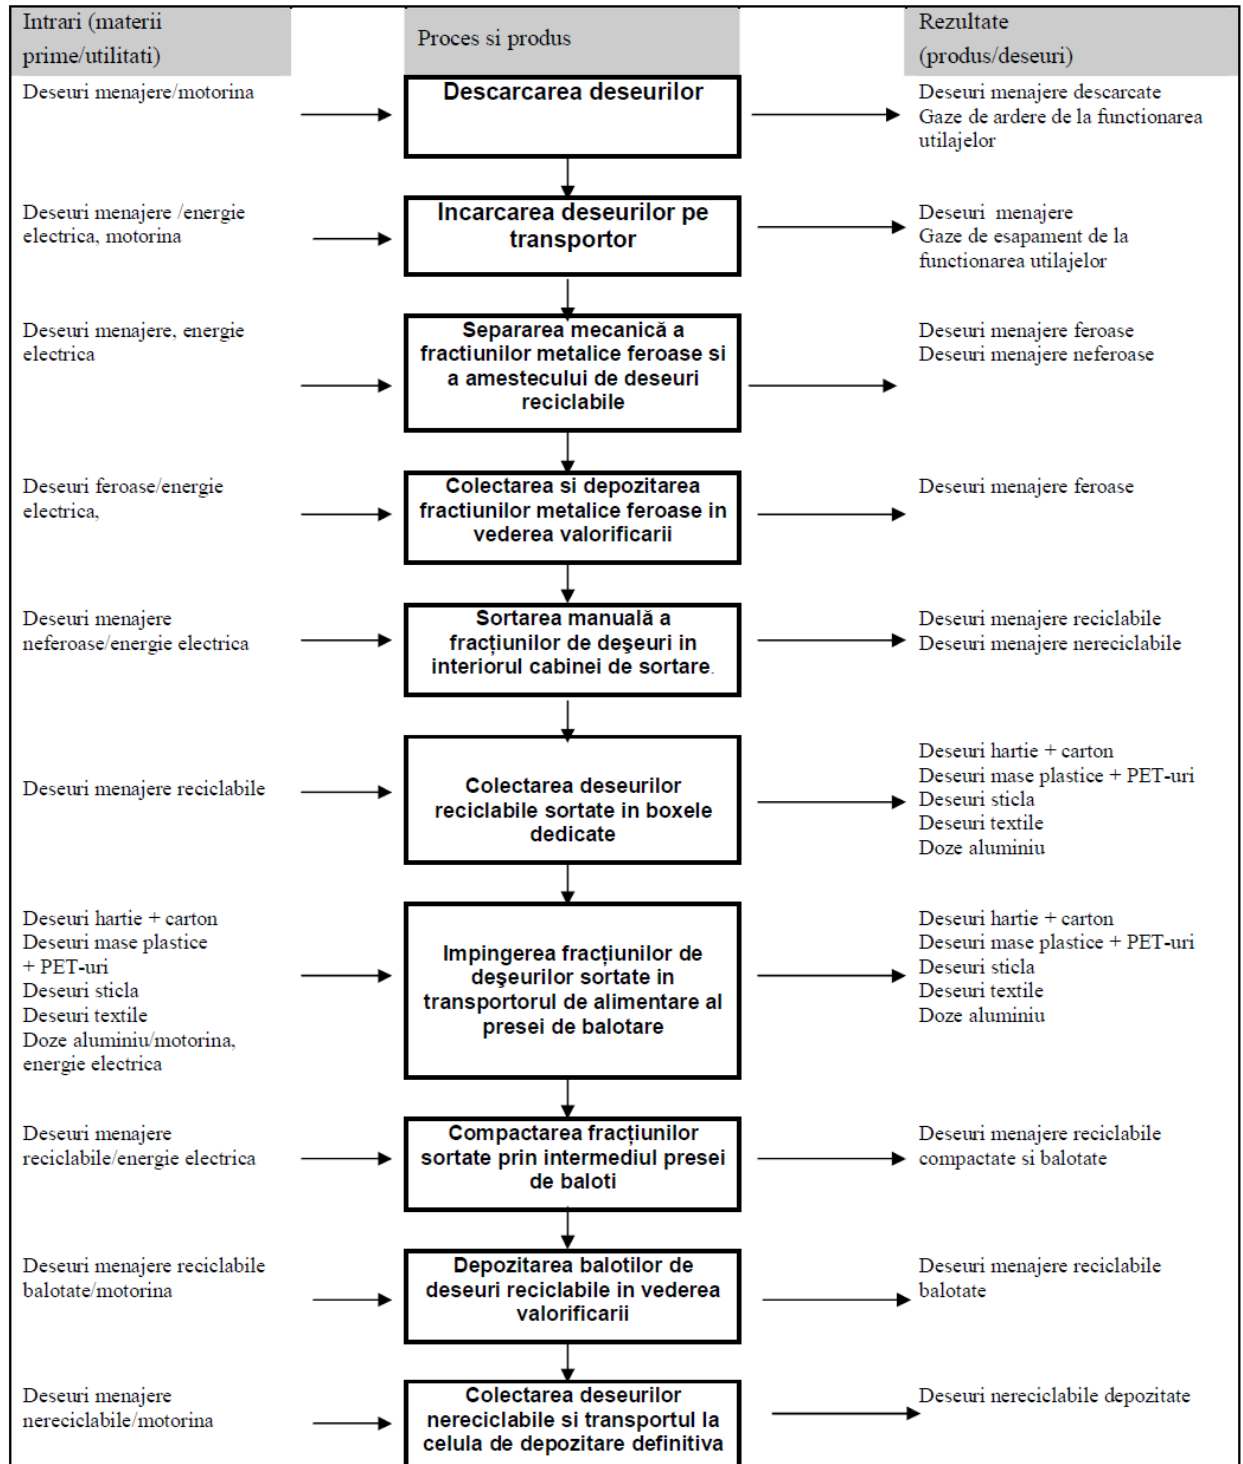 Intrari (materii
prime/utilitati)
Proces si produs
Rezultate
(produs/deseuri)
Deseuri menajere/motorina
Descarcarea deseurilor
Deseuri menajere descarcate
Gaze de ardere de la functionarea
utilajelor
Deseuri menajere /energie
electrica, motorina
Incarcarea deseurilor pe
transportor
Deseuri menajere
Gaze de esapament de la
functionarea utilajelor
Deseuri menajere, energie
electrica
Separarea mecanică a
fractiunilor metalice feroase si
a amestecului de deseuri
reciclabile
Deseuri menajere feroase
Deseuri menajere neferoase
Deseuri feroase/energie
electrica,
Colectarea si depozitarea
fractiunilor metalice feroase in
vederea valorificarii
Deseuri menajere feroase
Deseuri menajere
neferoase/energie electrica
Sortarea manuală a
fracțiunilor de deşeuri in
interiorul cabinei de sortare.
Deseuri menajere reciclabile
Deseuri menajere nereciclabile
Deseuri menajere reciclabile
Colectarea deseurilor
reciclabile sortate in boxele
dedicate
Deseuri hartie + carton
Deseuri mase plastice + PET-uri
Deseuri sticla
Deseuri textile
Doze aluminiu
Deseuri hartie + carton
Deseuri mase plastice
+ PET-uri
Deseuri sticla
Deseuri textile
Doze aluminiu/motorina,
energie electrica
Impingerea fracțiunilor de
deşeurilor sortate in
transportorul de alimentare al
presei de balotare
Deseuri hartie + carton
Deseuri mase plastice + PET-uri
Deseuri sticla
Deseuri textile
Doze aluminiu
Deseuri menajere
reciclabile/energie electrica
Compactarea fracțiunilor
sortate prin intermediul presei
de baloti
Deseuri menajere reciclabile
compactate si balotate
Deseuri menajere reciclabile
balotate/motorina
Depozitarea balotilor de
deseuri reciclabile in vederea
valorificarii
Deseuri menajere reciclabile
balotate
Deseuri menajere
nereciclabile/motorina
Colectarea deseurilor
nereciclabile si transportul la
celula de depozitare definitiva
Deseuri nereciclabile depozitate